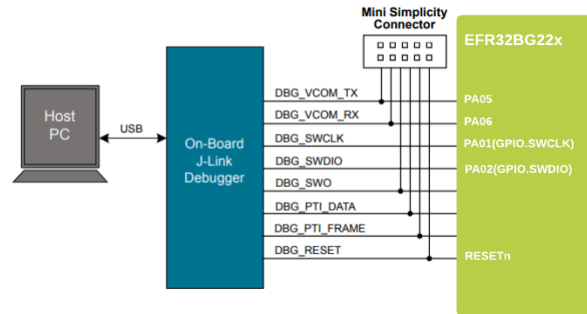 Mini Simplicity
Connector
EFR32BG22x
Host
PC
USB
On-Board
J-Link
Debugger
DBG_VCOM_TX
PA05
DBG_VCOM_RX
PA06
DBG_SWCLK
PA01(GPIO.SWCLK)
DBG_SWDIO
PA02(GPIO.SWDIO)
DBG_SWO
DBG_PTI_DATA
DBG_PTI_FRAME
DBG_RESET
RESETn